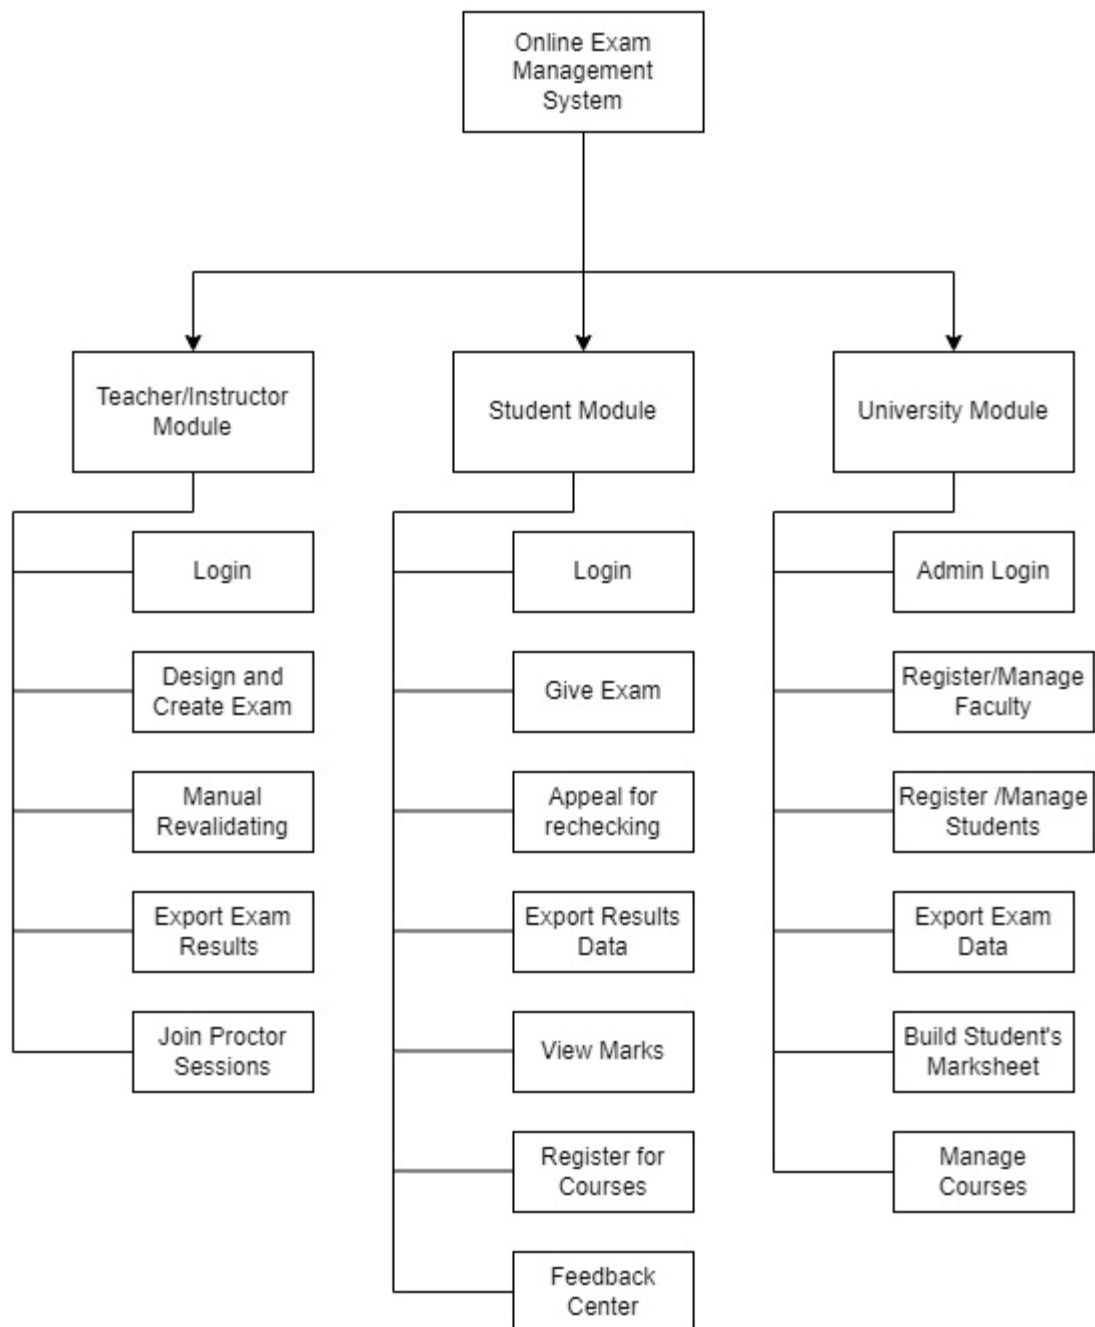 Online Exam
Management
System
Teacher/Instructor
Module
Student Module
University Module
Login
Login
Admin Login
Design and
Create Exam
Give Exam
Register/Manage
Faculty
Manual
Revalidating
Appeal for
rechecking
Register /Manage
Students
Export Exam
Results
Export Results
Data
Export Exam
Data
Join Proctor
Sessions
View Marks
Build Student's
Marksheet
Register for
Courses
Manage
Courses
Feedback
Center